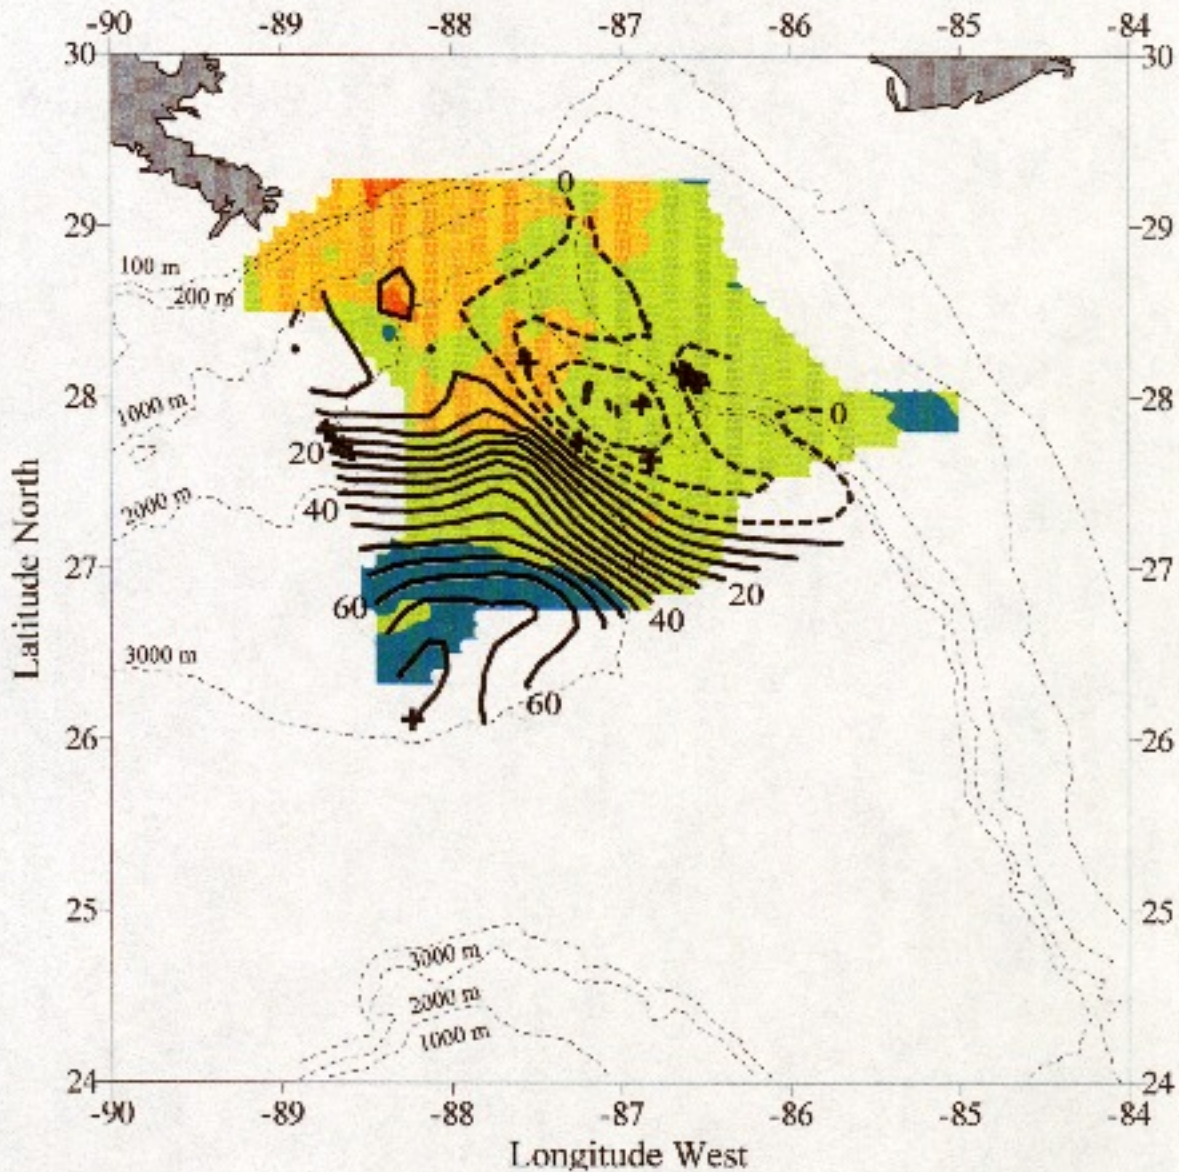 -90 -89 -88 -87 -86 -85 -84
30 30
0
29 29
100 m
200 m
28 28
1000 m
0
20
2000 m
40
27 27
60 40 20
3000 m
60
26 26
25 25
3000 m
2000 m
1000 m
24 24
-90 -89 -88 -87 -86 -85 -84
Longitude West
Latitude North